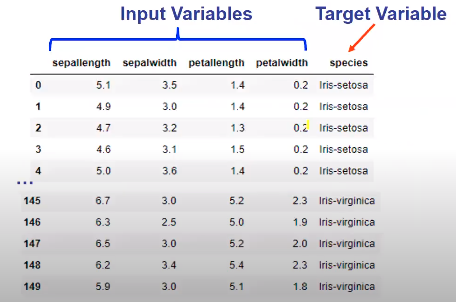 Input Variables Target Variable
sepallength sepalwidth petallength petalwidth species
0 5.1 3.5 1.4 0.2 Iris-setosa
1 4.9 3.0 1.4 0.2 Iris-setosa
2 4.7 3.2 1.3 0.2 Iris-setosa
3 4.6 3.1 1.5 0.2 Iris-setosa
4 5.0 3.6 1.4 0.2 Iris-setosa
...
145 6.7 3.0 5.2 2.3 Iris-virginica
146 6.3 2.5 5.0 1.9 Iris-virginica
147 6.5 3.0 5.2 2.0 Iris-virginica
148 6.2 3.4 5.4 2.3 Iris-virginica
149 5.9 3.0 5.1 1.8 Iris-virginica